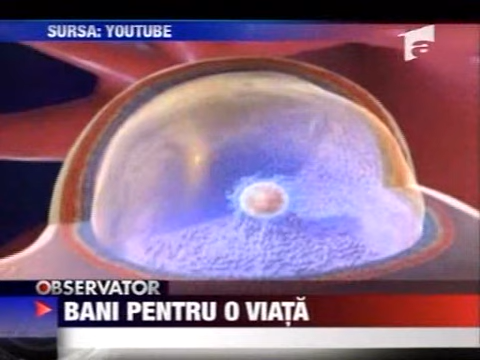 SURSA: YOUTUBE
a
OBSERVATOR
BANI PENTRU O VIAȚĂ